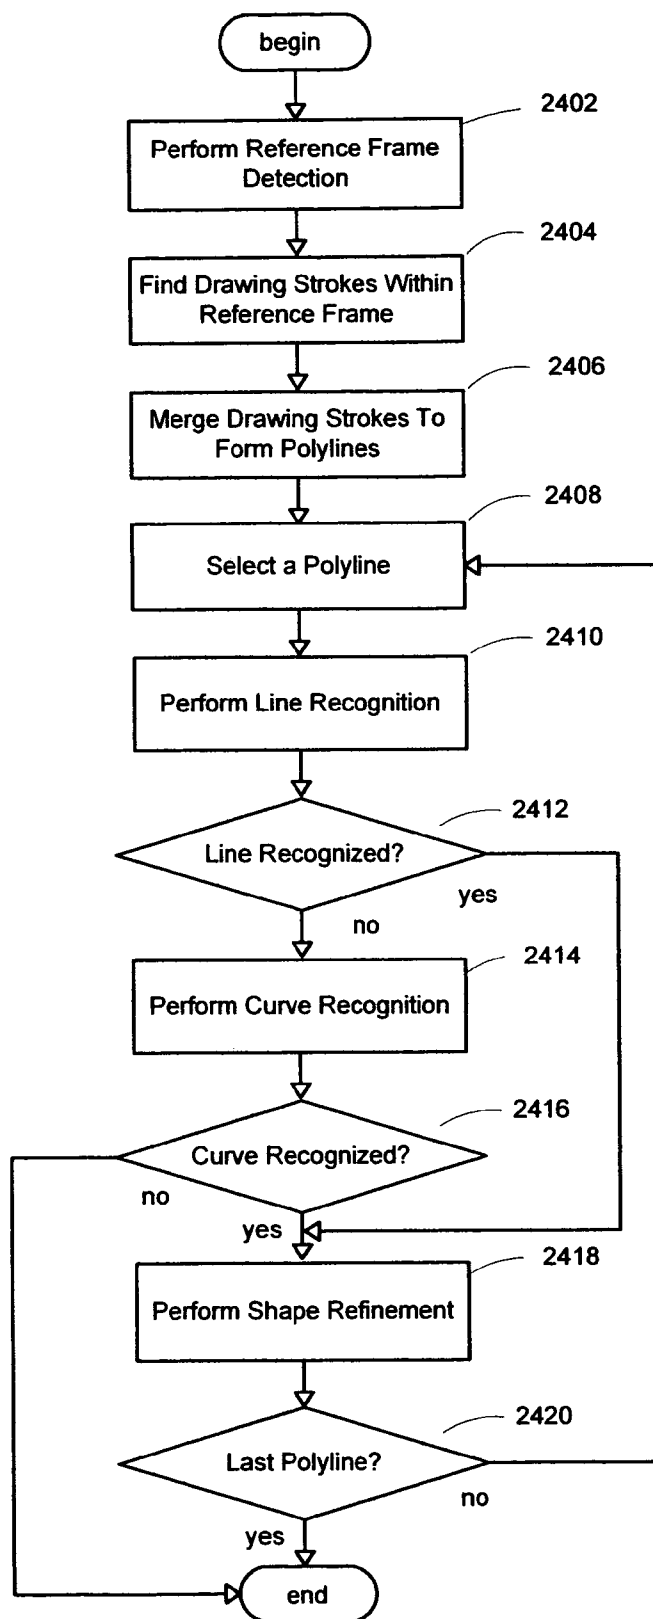 begin
2402
Perform Reference Frame
Detection
2404
Find Drawing Strokes Within
Reference Frame
2406
Merge Drawing Strokes To
Form Polylines
2408
Select a Polyline
2410
Perform Line Recognition
2412
Line Recognized?
yes
no
2414
Perform Curve Recognition
2416
Curve Recognized?
no
yes
2418
Perform Shape Refinement
2420
Last Polyline?
no
yes
end